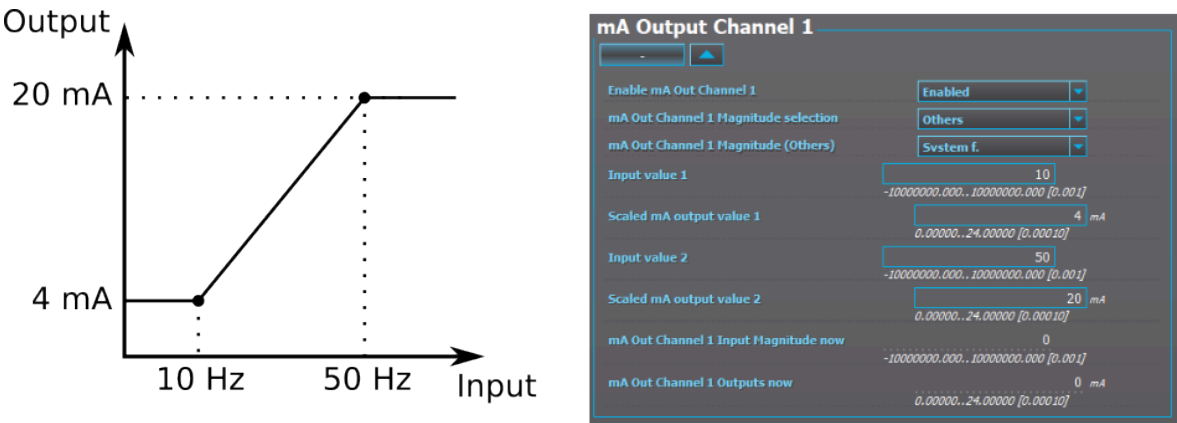 Output
20 mA
4 mA
10 Hz
50 Hz
Input
mA Output Channel 1
-
Enable mA Out Channel 1 Enabled
mA Out Channel 1 Magnitude selection Others
mA Out Channel 1 Magnitude (Others) System f.
Input value 1 10
-10000000.000..10000000.000 [0.001]
Scaled mA output value 1 4 mA
0.00000..24.00000 [0.00010]
Input value 2 50
-10000000.000..10000000.000 [0.001]
Scaled mA output value 2 20 mA
0.00000..24.00000 [0.00010]
mA Out Channel 1 Input Magnitude now 0
-10000000.000..10000000.000 [0.001]
mA Out Channel 1 Outputs now 0 mA
0.00000..24.00000 [0.00010]